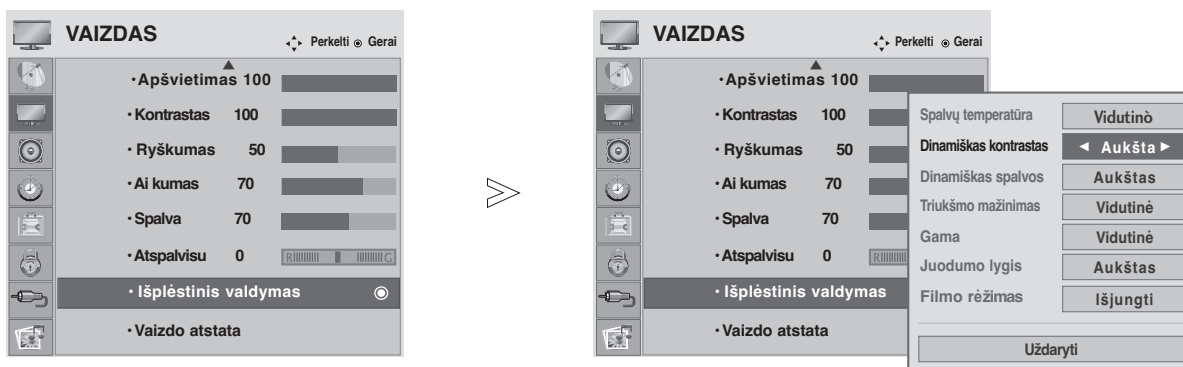 VAIZDAS
Perkelti Gerai
·Apšvietimas 100
·Kontrastas 100
·Ryškumas 50
·Ai kumas 70
·Spalva 70
·Atspalvisu 0 R G
·Išplėstinis valdymas
·Vaizdo atstata
>
VAIZDAS
Perkelti Gerai
·Apšvietimas 100
·Kontrastas 100
·Ryškumas 50
·Ai kumas 70
·Spalva 70
·Atspalvisu 0 R
·Išplėstinis valdymas
·Vaizdo atstata
Spalvų temperatūra Vidutinò
Dinamiškas kontrastas ◄ Aukšta ►
Dinamiškas spalvos Aukštas
Triukšmo mažinimas Vidutinė
Gama Vidutinė
Juodumo lygis Aukštas
Filmo rėžimas Išjungti
Uždaryti